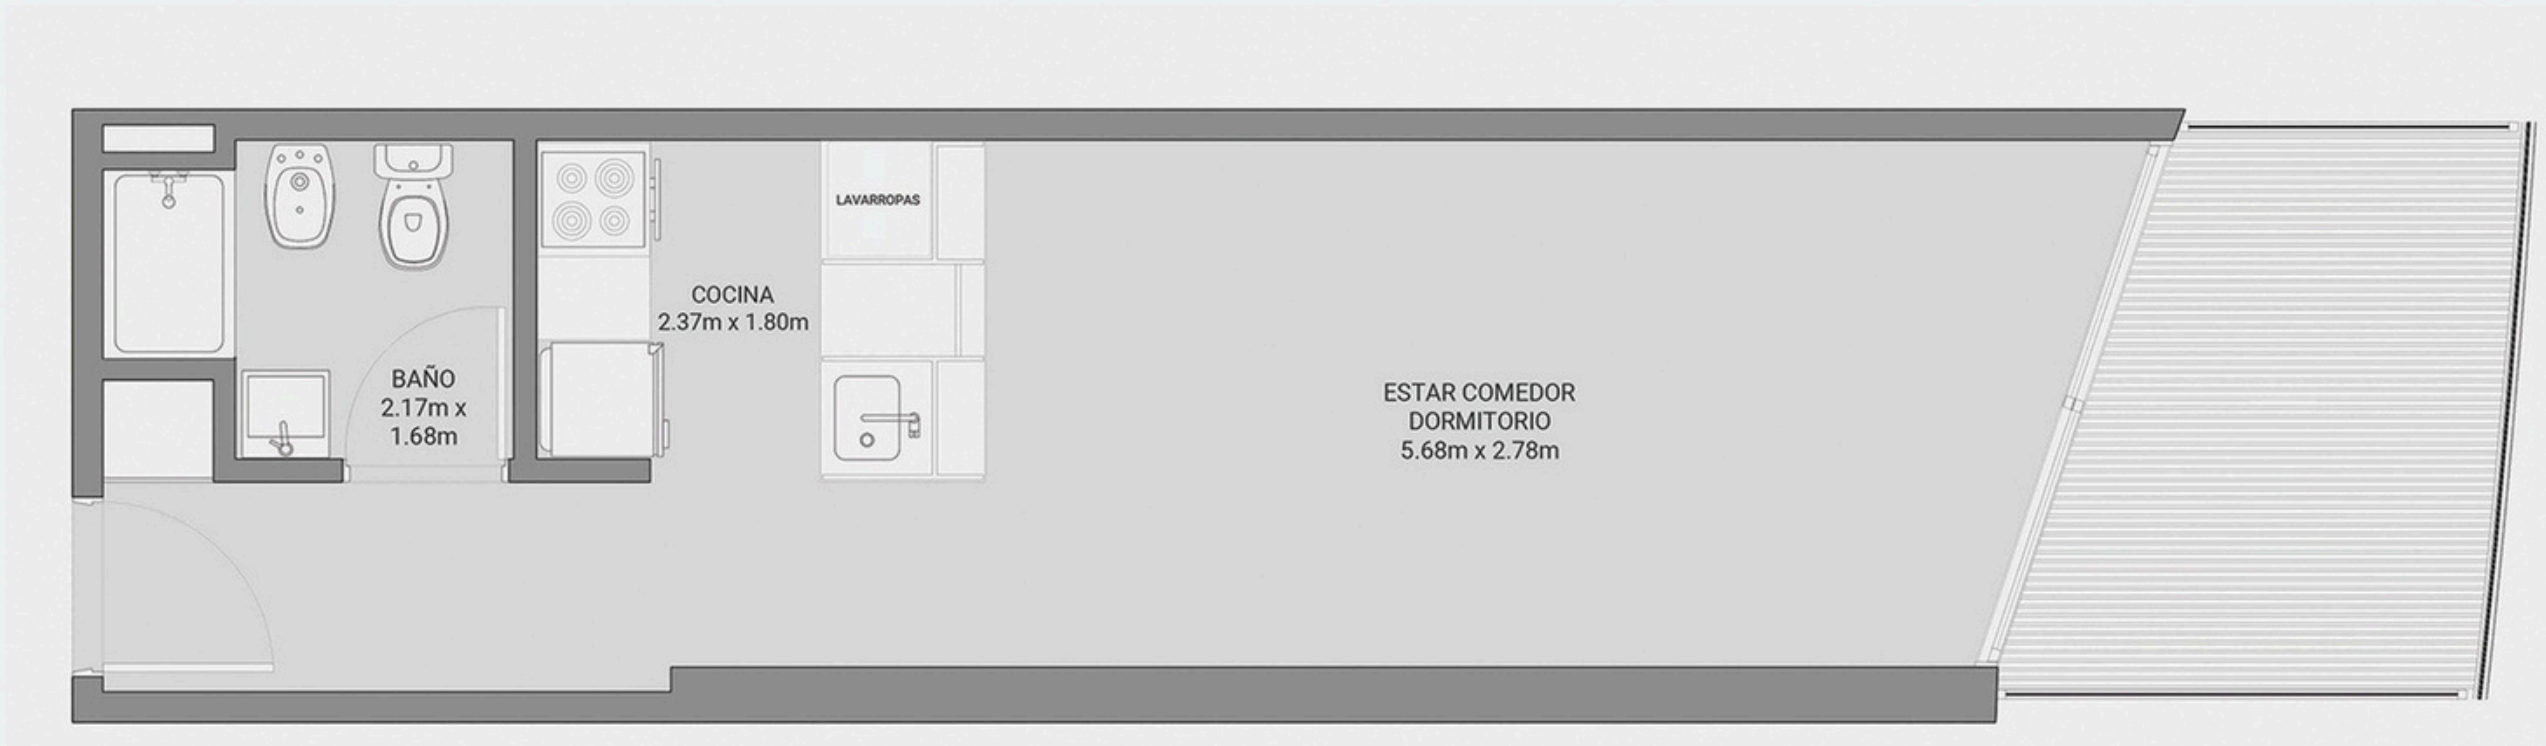 LAVARROPAS
COCINA
2.37m x 1.80m
BAÑO
2.17m x
1.68m
ESTAR COMEDOR
DORMITORIO
5.68m x 2.78m